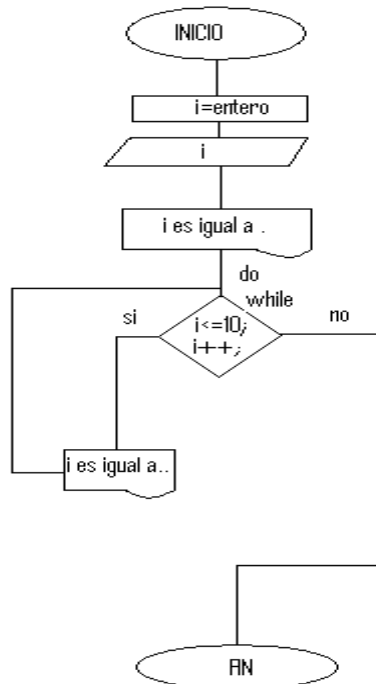 INICIO
i=entero
i
i es igual a .
do
while
si
no
i<=10;
i++;
i es igual a..
FIN